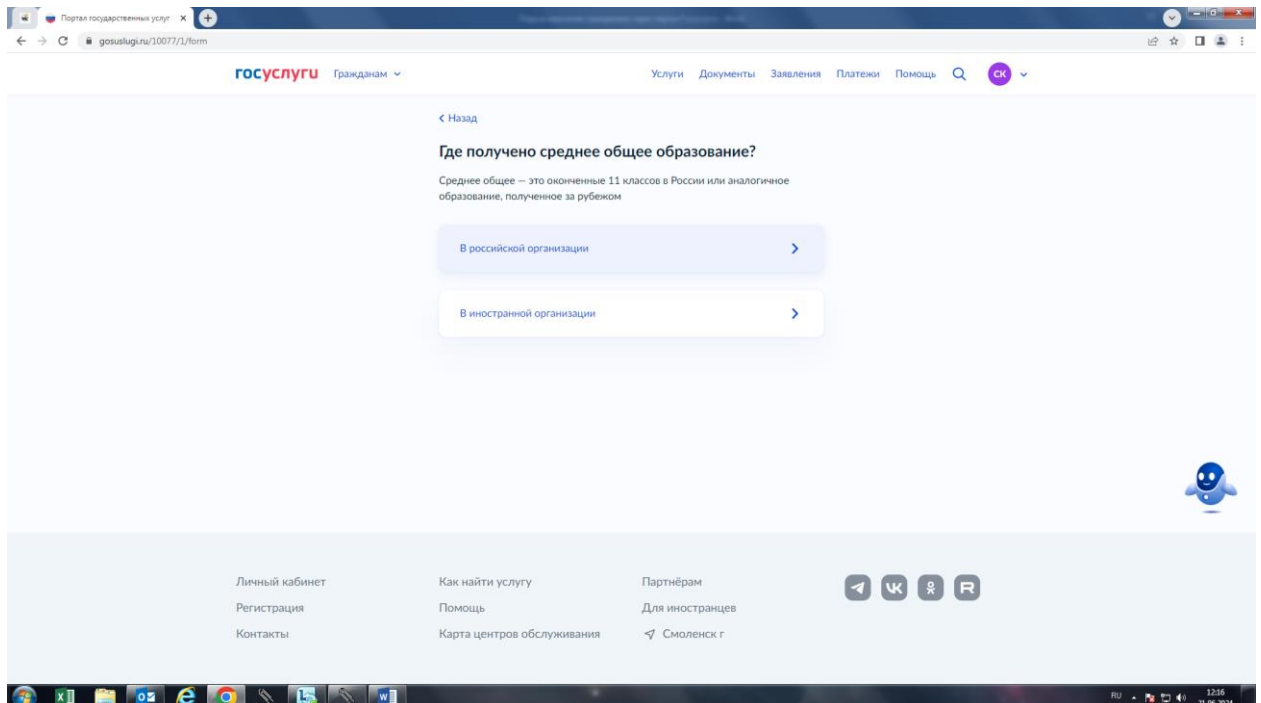 Портал государственных услуг
gosuslugi.ru/10077/1/form
госуслуги Гражданам Услуги Документы Заявления Платежи Помощь СК
Назад
Где получено среднее общее образование?
Среднее общее — это оконченные 11 классов в России или аналогичное
образование, полученное за рубежом
В российской организации
В иностранной организации
Личный кабинет Как найти услугу Партнёрам
Регистрация Помощь Для иностранцев
Контакты Карта центров обслуживания Смоленск г
RU 12:16
21.06.2024